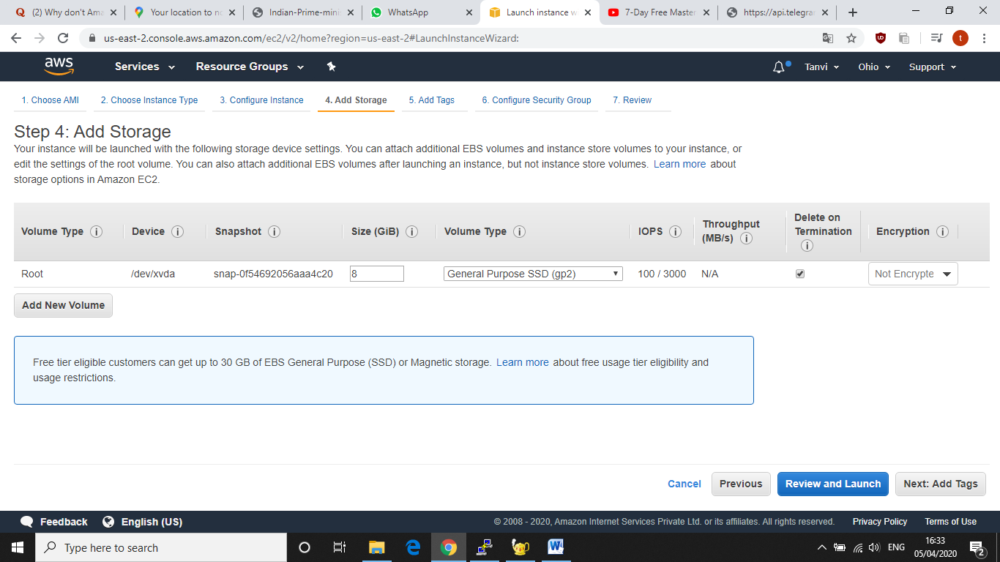 (2) Why don't Ama
Your location to n
Indian-Prime-mini
WhatsApp
Launch instance w
7-Day Free Master
https://api.telegra
us-east-2.console.aws.amazon.com/ec2/v2/home?region=us-east-2#LaunchInstanceWizard:
t
aws
Services
Resource Groups
Tanvi
Ohio
Support
1. Choose AMI
2. Choose Instance Type
3. Configure Instance
4. Add Storage
5. Add Tags
6. Configure Security Group
7. Review
Step 4: Add Storage
Your instance will be launched with the following storage device settings. You can attach additional EBS volumes and instance store volumes to your instance, or
edit the settings of the root volume. You can also attach additional EBS volumes after launching an instance, but not instance store volumes. Learn more about
storage options in Amazon EC2.
Volume Type
Device
Snapshot
Size (GiB)
Volume Type
IOPS
Throughput
(MB/s)
Delete on
Termination
Encryption
Root
/dev/xvda
snap-0f54692056aaa4c20
8
General Purpose SSD (gp2)
100 / 3000
N/A
Not Encrypte
Add New Volume
Free tier eligible customers can get up to 30 GB of EBS General Purpose (SSD) or Magnetic storage. Learn more about free usage tier eligibility and
usage restrictions.
Cancel
Previous
Review and Launch
Next: Add Tags
Feedback
English (US)
© 2008 - 2020, Amazon Internet Services Private Ltd. or its affiliates. All rights reserved.
Privacy Policy
Terms of Use
Type here to search
ENG
16:33
05/04/2020
2